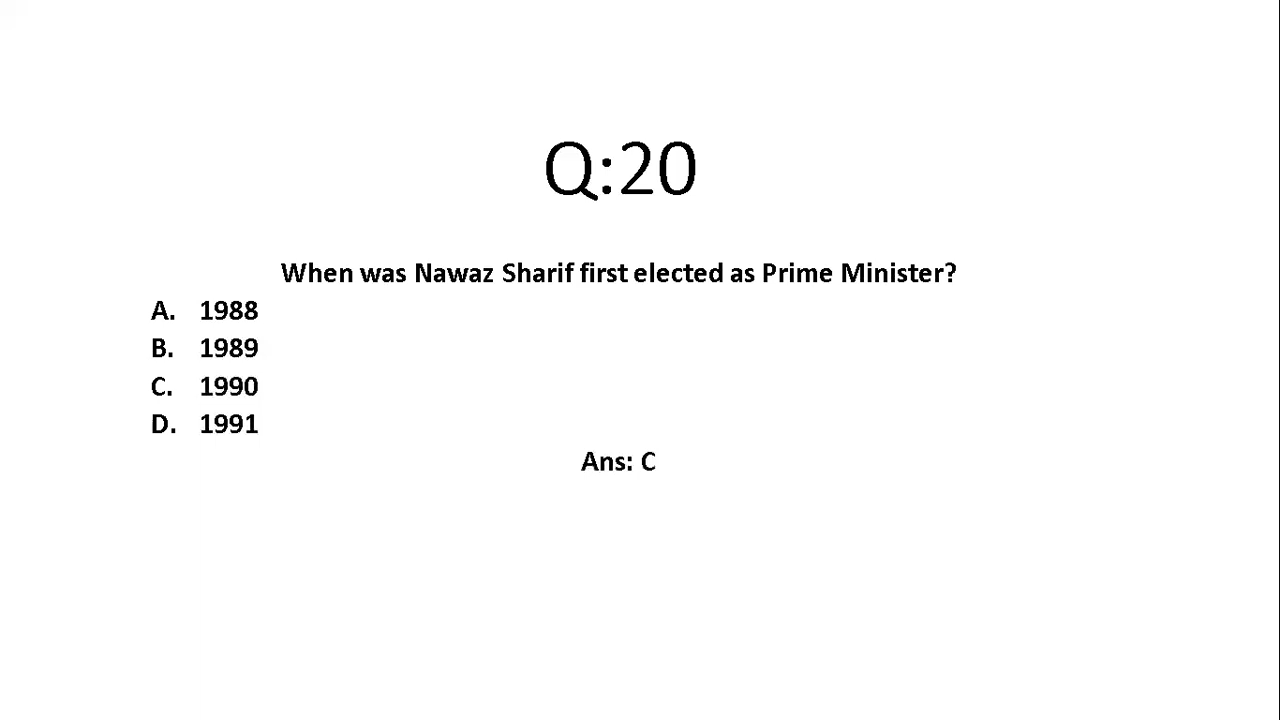 Q:20
When was Nawaz Sharif first elected as Prime Minister?
A. 1988
B. 1989
C. 1990
D. 1991
Ans: C